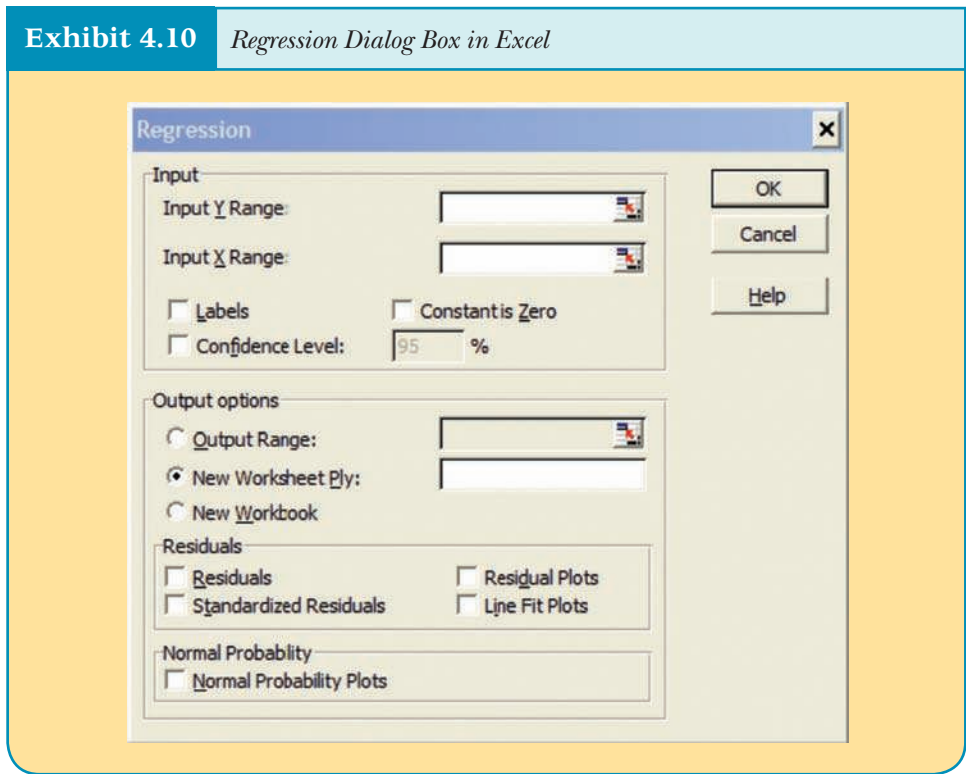 Exhibit 4.10
Regression Dialog Box in Excel
Regression
Input
Input Y Range:
Input X Range:
Labels
Constant is Zero
Confidence Level:
95 %
OK
Cancel
Help
Output options
Output Range:
New Worksheet Ply:
New Workbook
Residuals
Residuals
Residual Plots
Standardized Residuals
Line Fit Plots
Normal Probablity
Normal Probability Plots